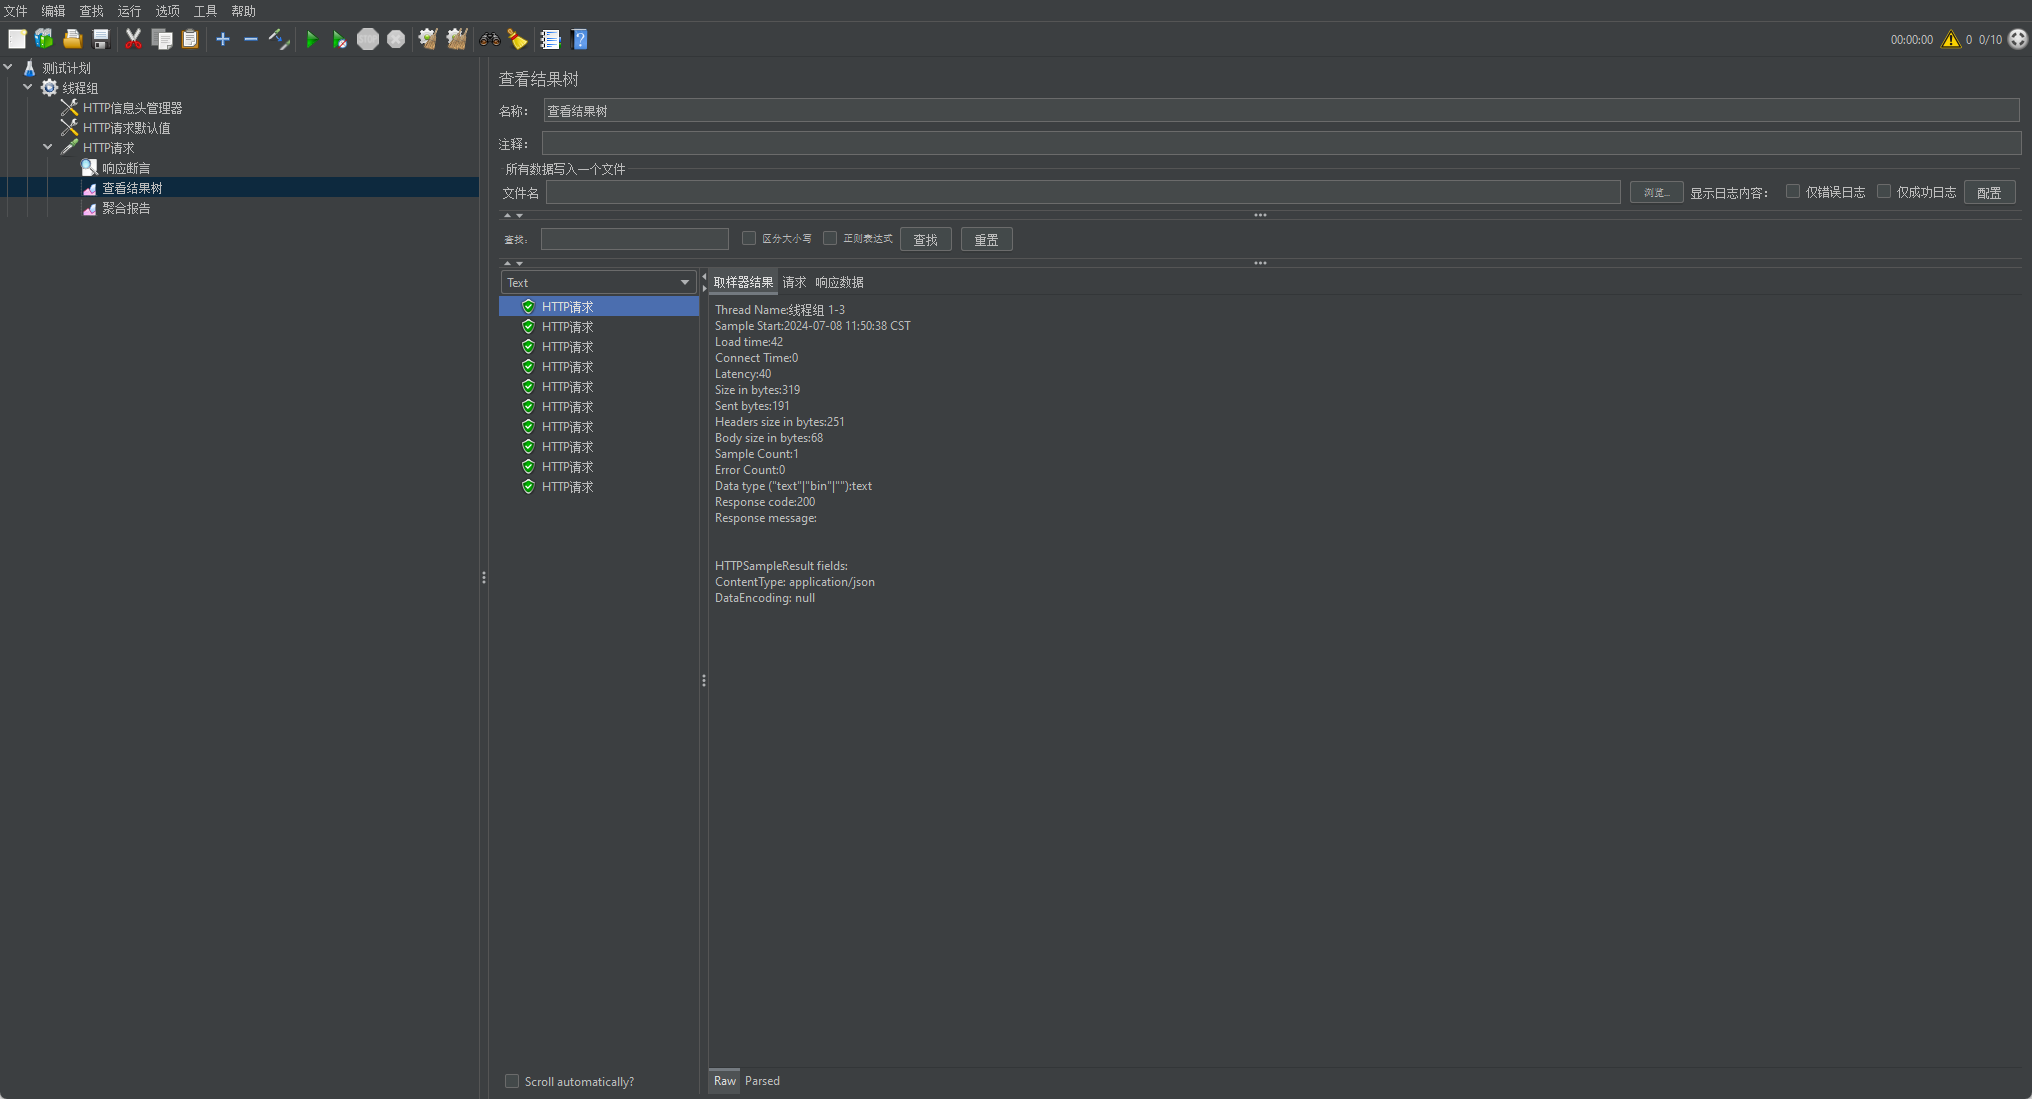 文件 编辑 查找 运行 选项 工具 帮助
00:00:00 0 0/10
测试计划
线程组
HTTP信息头管理器
HTTP请求默认值
HTTP请求
响应断言
查看结果树
聚合报告
查看结果树
名称： 查看结果树
注释：
所有数据写入一个文件
文件名 浏览... 显示日志内容： 仅错误日志 仅成功日志 配置
查找： 区分大小写 正则表达式 查找 重置
Text
HTTP请求
HTTP请求
HTTP请求
HTTP请求
HTTP请求
HTTP请求
HTTP请求
HTTP请求
HTTP请求
HTTP请求
Scroll automatically?
取样器结果 请求 响应数据
Thread Name:线程组 1-3
Sample Start:2024-07-08 11:50:38 CST
Load time:42
Connect Time:0
Latency:40
Size in bytes:319
Sent bytes:191
Headers size in bytes:251
Body size in bytes:68
Sample Count:1
Error Count:0
Data type ("text"|"bin"|""):text
Response code:200
Response message:
HTTPSampleResult fields:
ContentType: application/json
DataEncoding: null
Raw Parsed